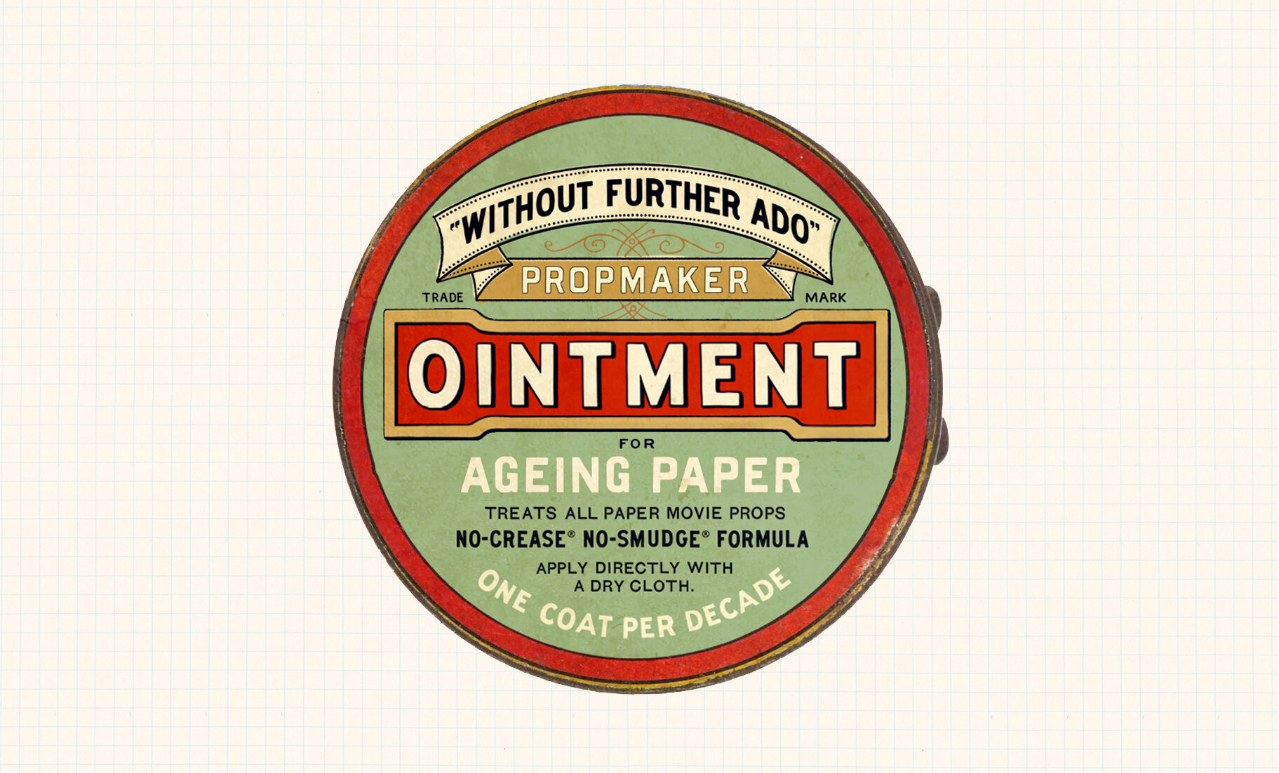 "WITHOUT FURTHER ADO"
PROPMAKER
TRADE MARK
OINTMENT
FOR
AGEING PAPER
TREATS ALL PAPER MOVIE PROPS
NO-CREASE® NO-SMUDGE® FORMULA
APPLY DIRECTLY WITH
A DRY CLOTH.
ONE COAT PER DECADE